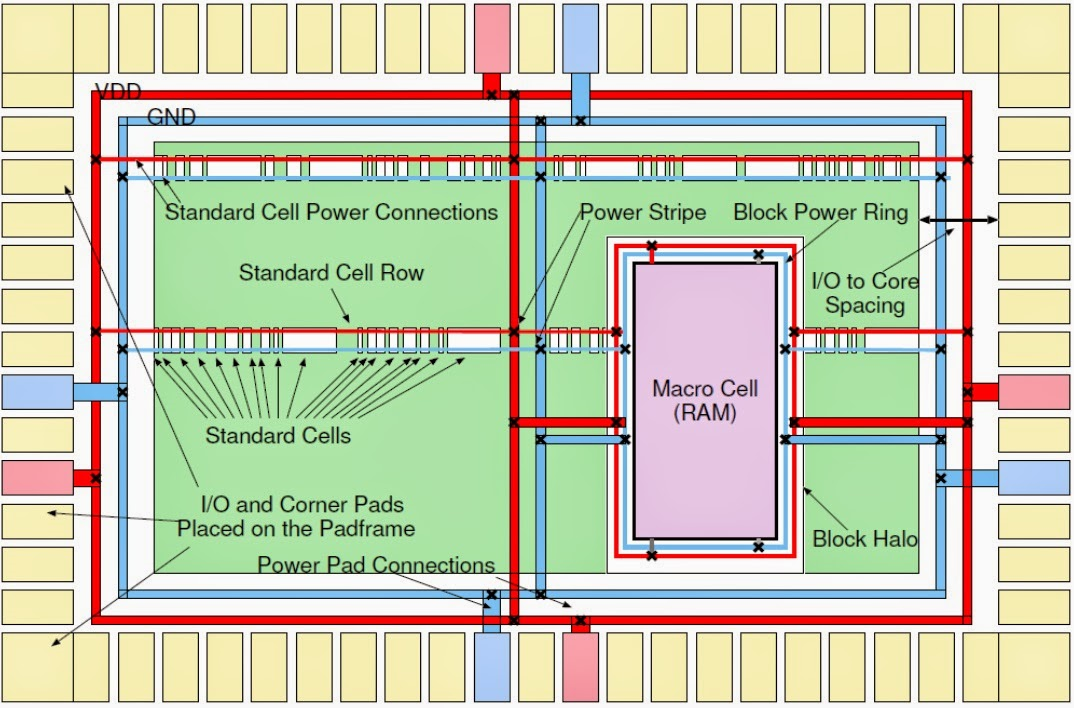 VDD
GND
Standard Cell Power Connections
Power Stripe
Block Power Ring
Standard Cell Row
I/O to Core
Spacing
Macro Cell
(RAM)
Standard Cells
I/O and Corner Pads
Placed on the Padframe
Block Halo
Power Pad Connections